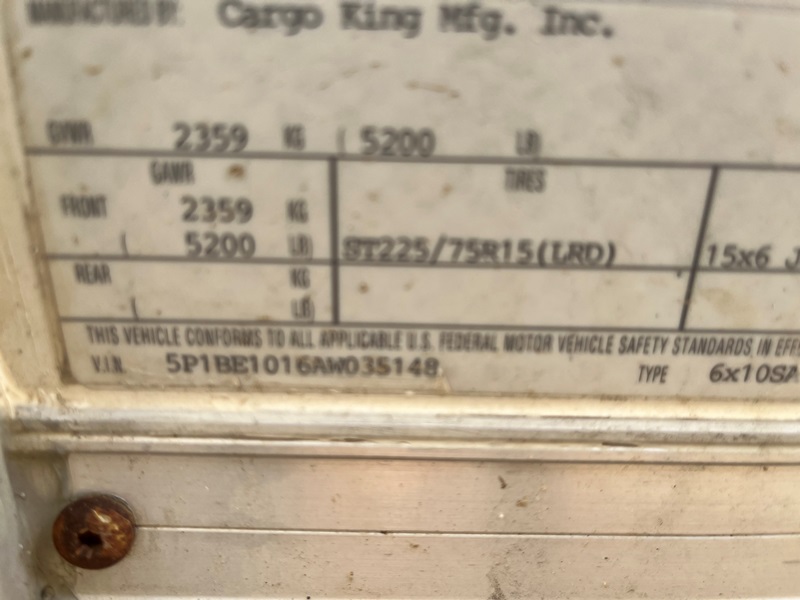 MANUFACTURED BY: Cargo King Mfg. Inc.
GVWR 2359 KG ( 5200 LB)
GAWR TIRES
FRONT 2359 KG
( 5200 LB) ST225/75R15(LRD) 15x6 J
REAR KG
( LB)
THIS VEHICLE CONFORMS TO ALL APPLICABLE U.S. FEDERAL MOTOR VEHICLE SAFETY STANDARDS IN EFFE
V.I.N. 5P1BE1016AW035148 TYPE 6x10SA